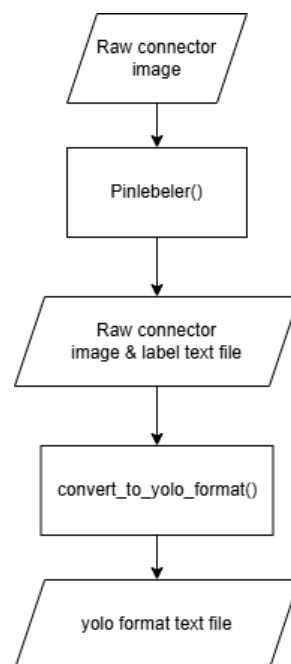 Raw connector
image
Pinlebeler()
Raw connector
image & label text file
convert_to_yolo_format()
yolo format text file